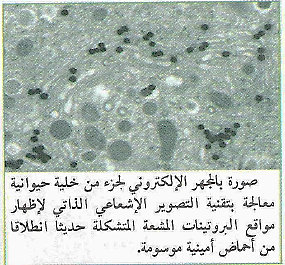 صورة بالمجهر الإلكتروني لجزء من خلية حيوانية
معالجة بتقنية التصوير الإشعاعي الذاتي لإظهار
مواقع البروتينات المشعة المتشكلة حديثا انطلاقا
من أحماض أمينية موسومة.